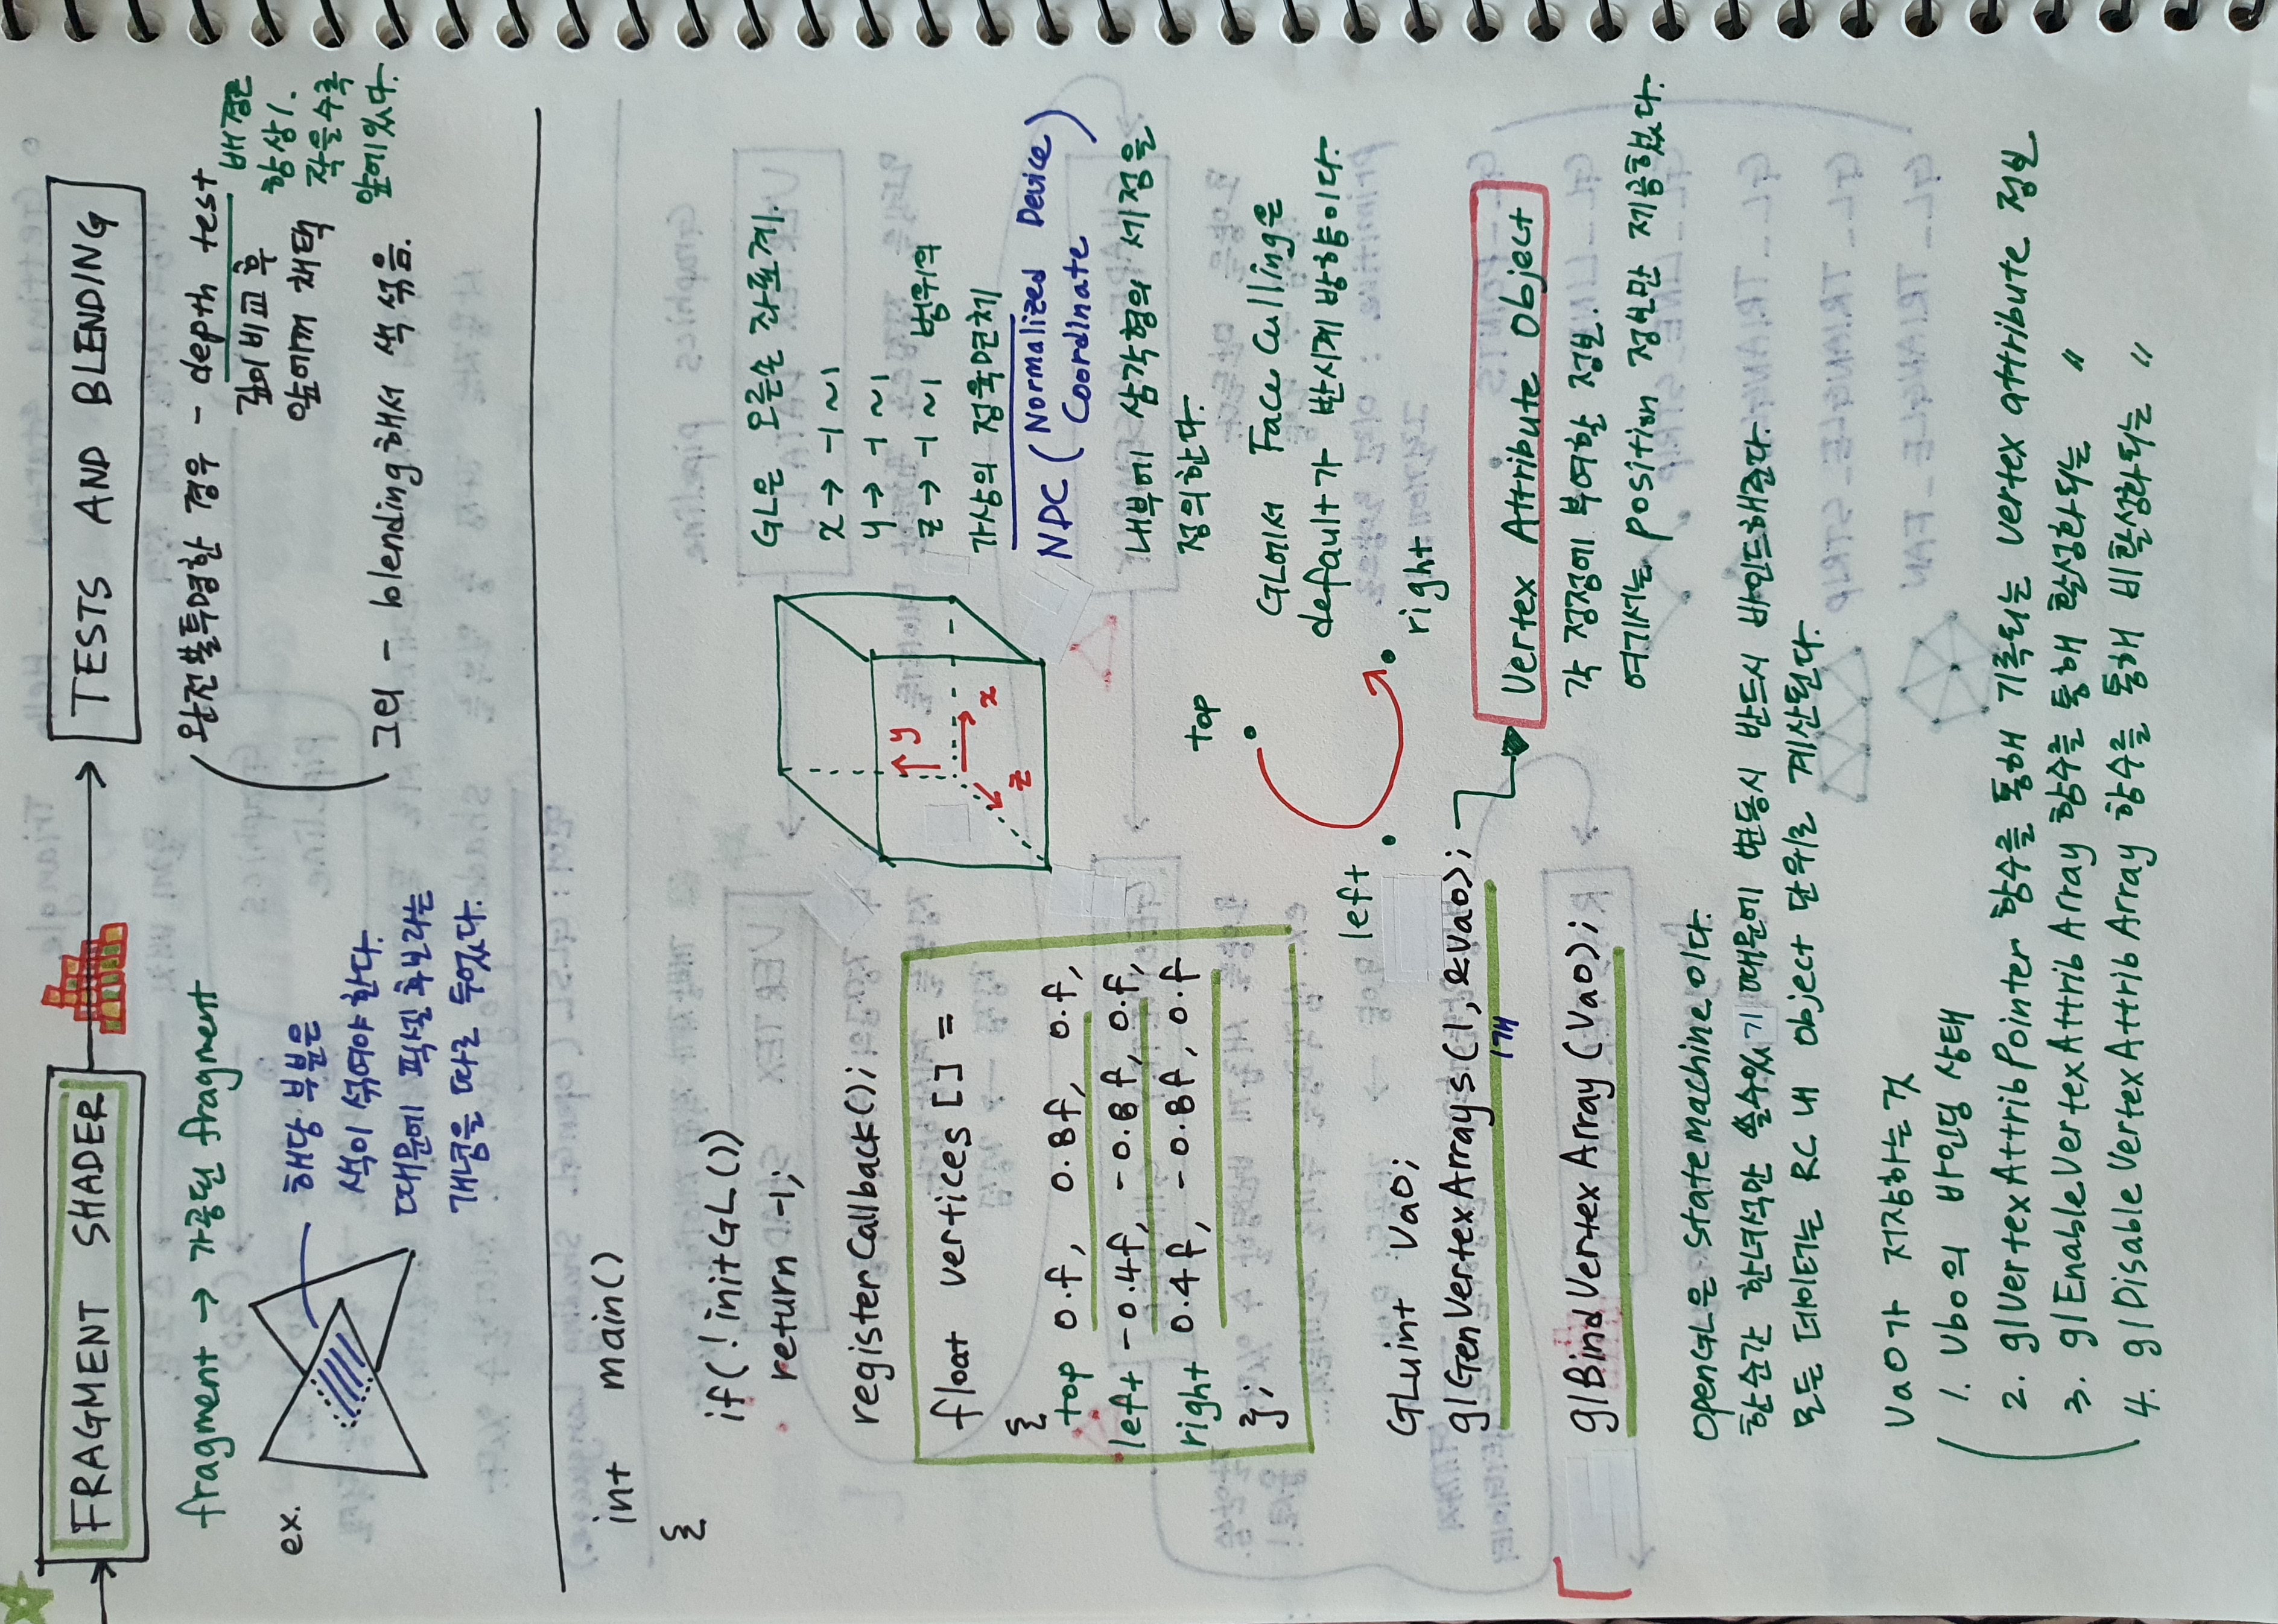 FRAGMENT SHADER
TESTS AND BLENDING
fragment → 가공된 fragment
ex.
해당 부분은
색이 섞여야 한다.
때문에 픽셀 후보라는
개념을 따로 두었다.
완전불투명한 경우 - depth test
깊이 비교 후
앞에꺼 채택
배경은
항상 1.
작을수록
앞에있다.
그외 - blending해서 색 섞음.
int main()
{
if(!initGL())
return -1;
registerCallback();
float vertices[] =
{
top 0.f, 0.8f, 0.f,
left -0.4f, -0.8f, 0.f,
right 0.4f, -0.8f, 0.f
};
y
x
z
GL은 오른손 좌표계.
x → -1 ~ 1
y → -1 ~ 1
z → -1 ~ 1 범위의
가상의 정육면체
NDC (Normalized Device
Coordinate)
내부에 삼각형의 세점을
정의한다.
top
left
right
GL에서 Face Culling은
default가 반시계 방향이다.
GLuint VaO;
glGenVertexArrays(1, &VaO);
1개
glBindVertexArray(VaO);
Vertex Attribute Object
각 정점에 부여할 정보.
여기서는 position 정보만 제공했다.
OpenGL은 statemachine이다.
한순간 한녀석만 쓸수있기 때문에 변동시 반드시 바인드해준다.
모든 데이터는 RC 내 object 단위로 계산된다.
VaO가 저장하는 것
1. Vbo의 바인딩 상태
2. glVertexAttribPointer 함수를 통해 기록되는 vertex attribute 정보
3. glEnableVertexAttribArray 함수를 통해 활성화되는 〃
4. glDisableVertexAttribArray 함수를 통해 비활성화되는 〃